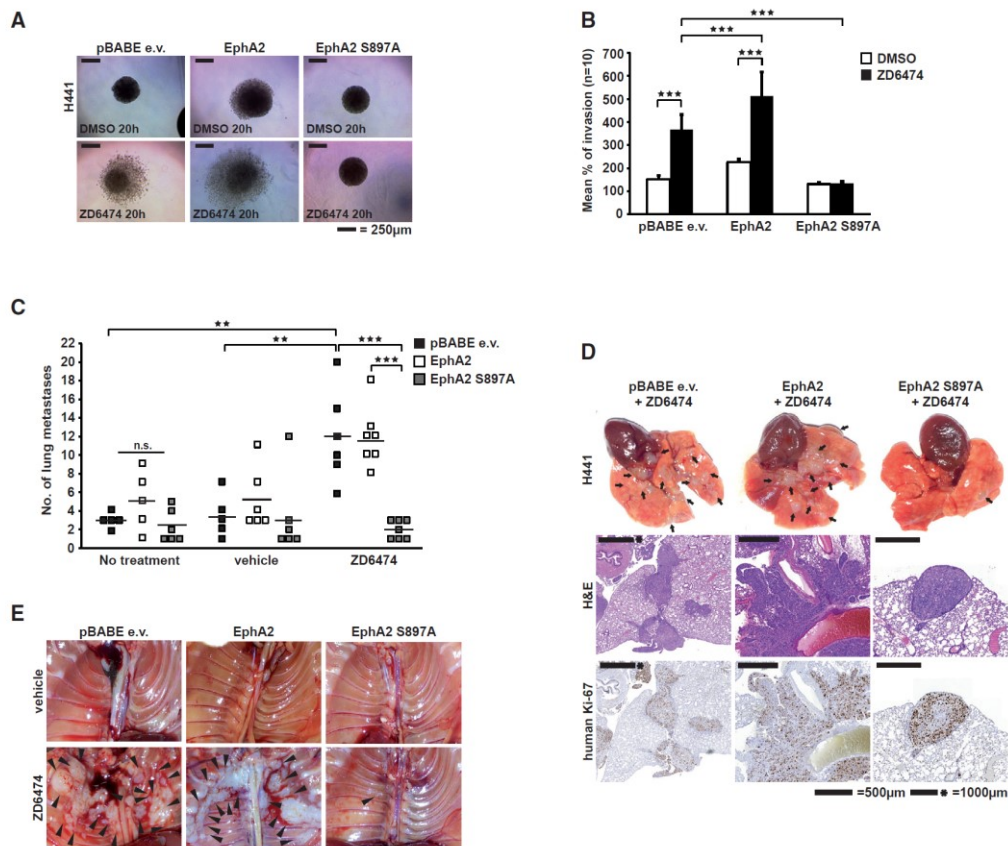 A
pBABE e.v. EphA2 EphA2 S897A
H441
DMSO 20h DMSO 20h DMSO 20h
ZD6474 20h ZD6474 20h ZD6474 20h
= 250µm
B
★★★
★★★
★★★
★★★
DMSO
ZD6474
Mean % of invasion (n=10)
700
600
500
400
300
200
100
0
pBABE e.v. EphA2 EphA2 S897A
C
★★
★★ ★★★
★★★
pBABE e.v.
EphA2
EphA2 S897A
n.s.
No. of lung metastases
22
20
18
16
14
12
10
8
6
4
2
0
No treatment vehicle ZD6474
D
pBABE e.v. EphA2 EphA2 S897A
+ ZD6474 + ZD6474 + ZD6474
H441
H&E
human Ki-67
=500µm * =1000µm
E
pBABE e.v. EphA2 EphA2 S897A
vehicle
ZD6474